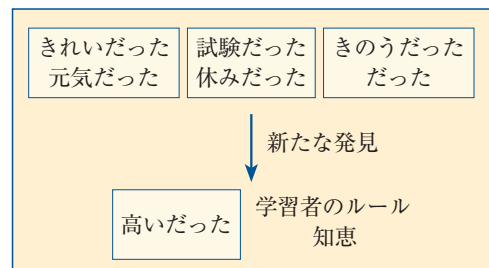 きれいだった
元気だった
試験だった
休みだった
きのうだった
だった
新たな発見
高いだった
学習者のルール
知恵